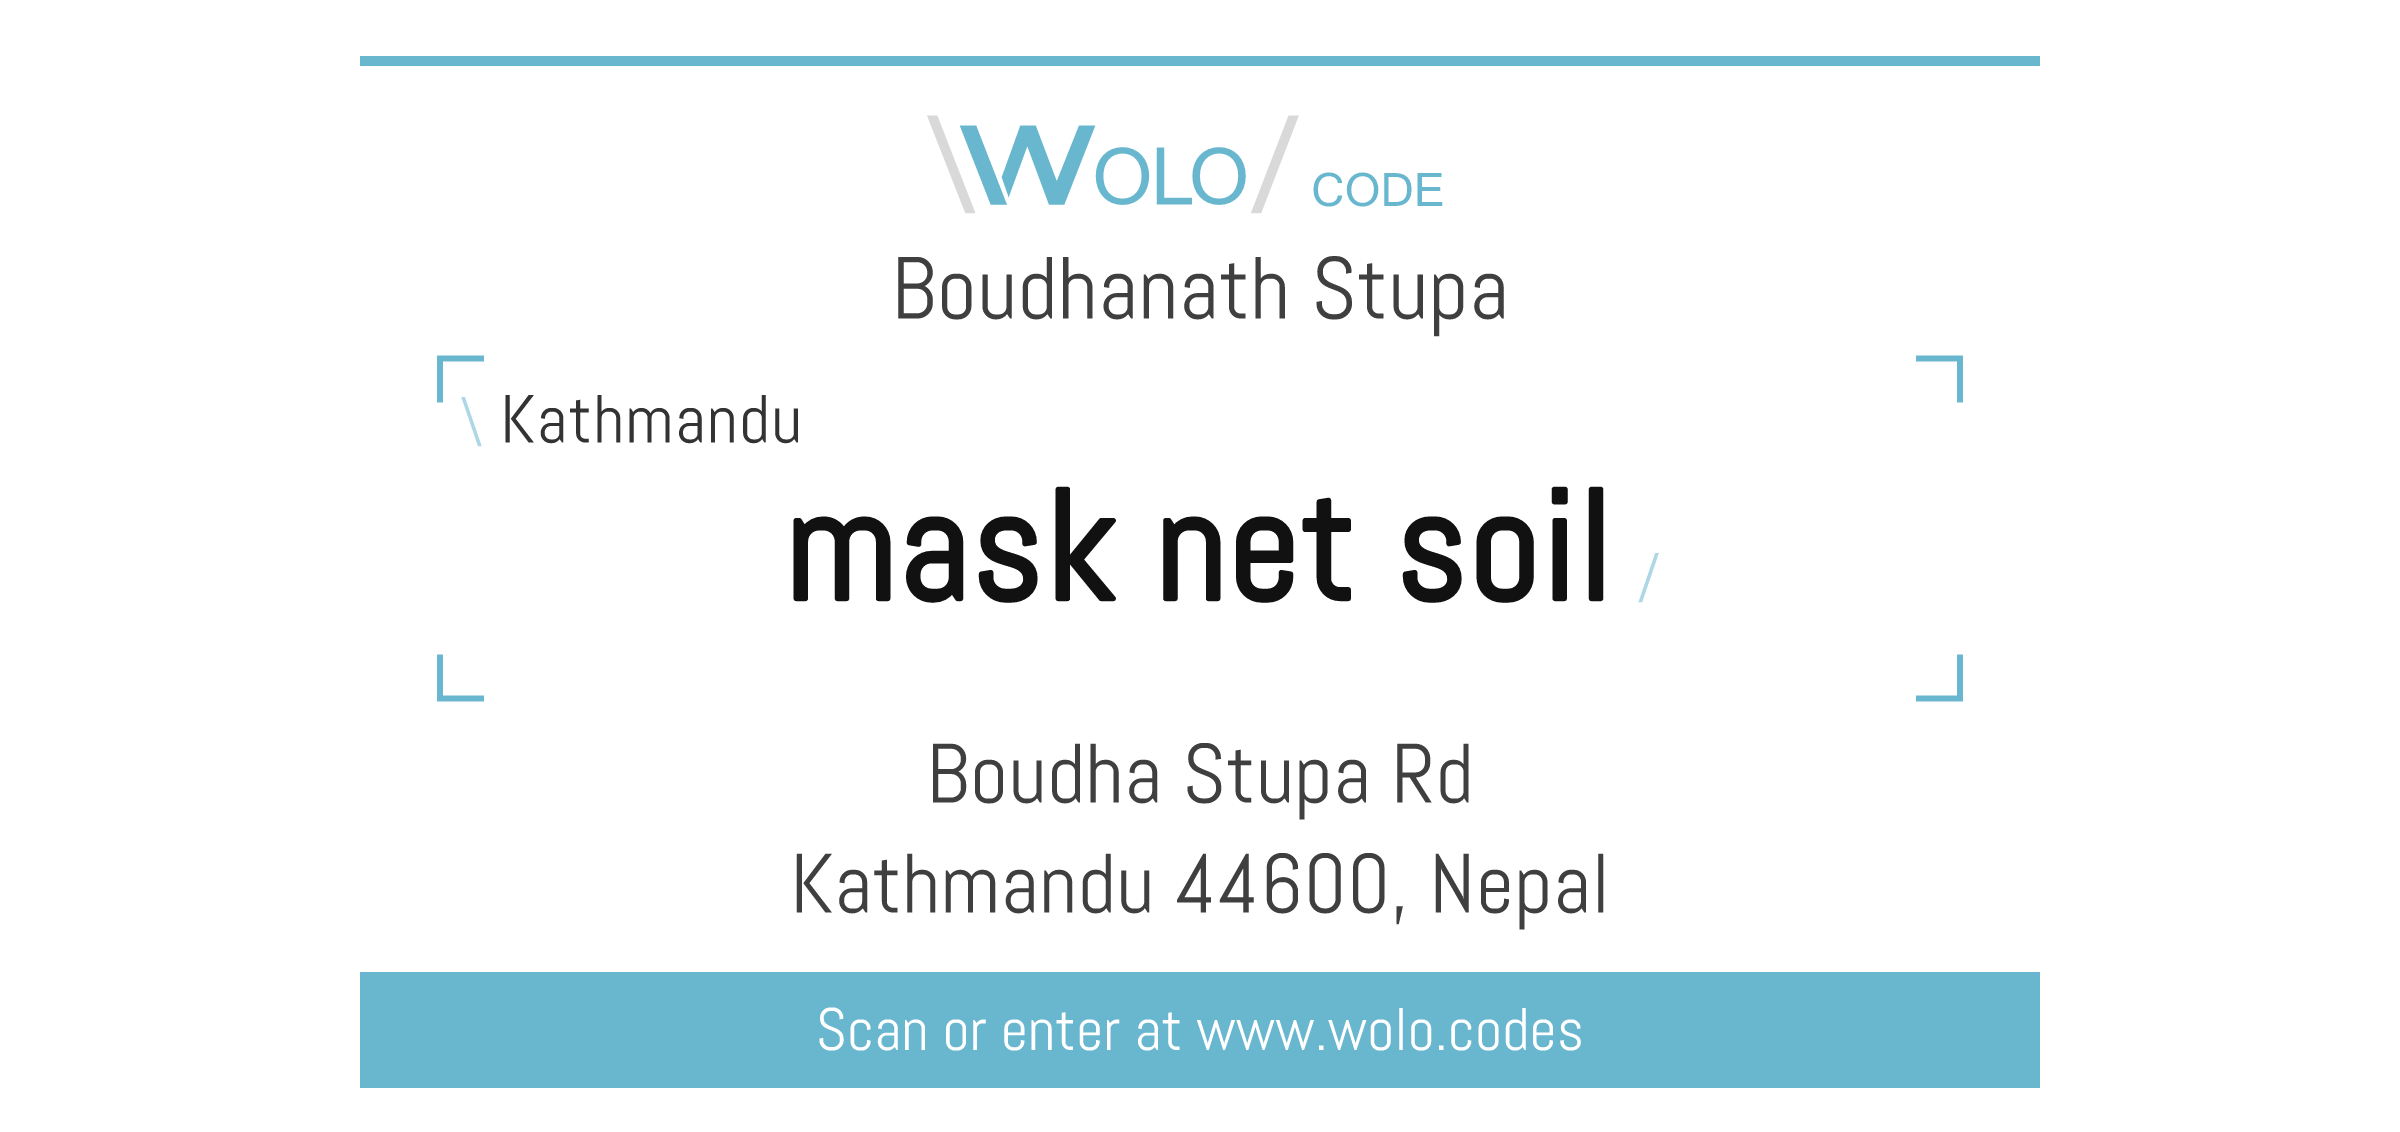 \WOLO/ CODE
Boudhanath Stupa
\ Kathmandu
mask net soil /
Boudha Stupa Rd
Kathmandu 44600, Nepal
Scan or enter at www.wolo.codes